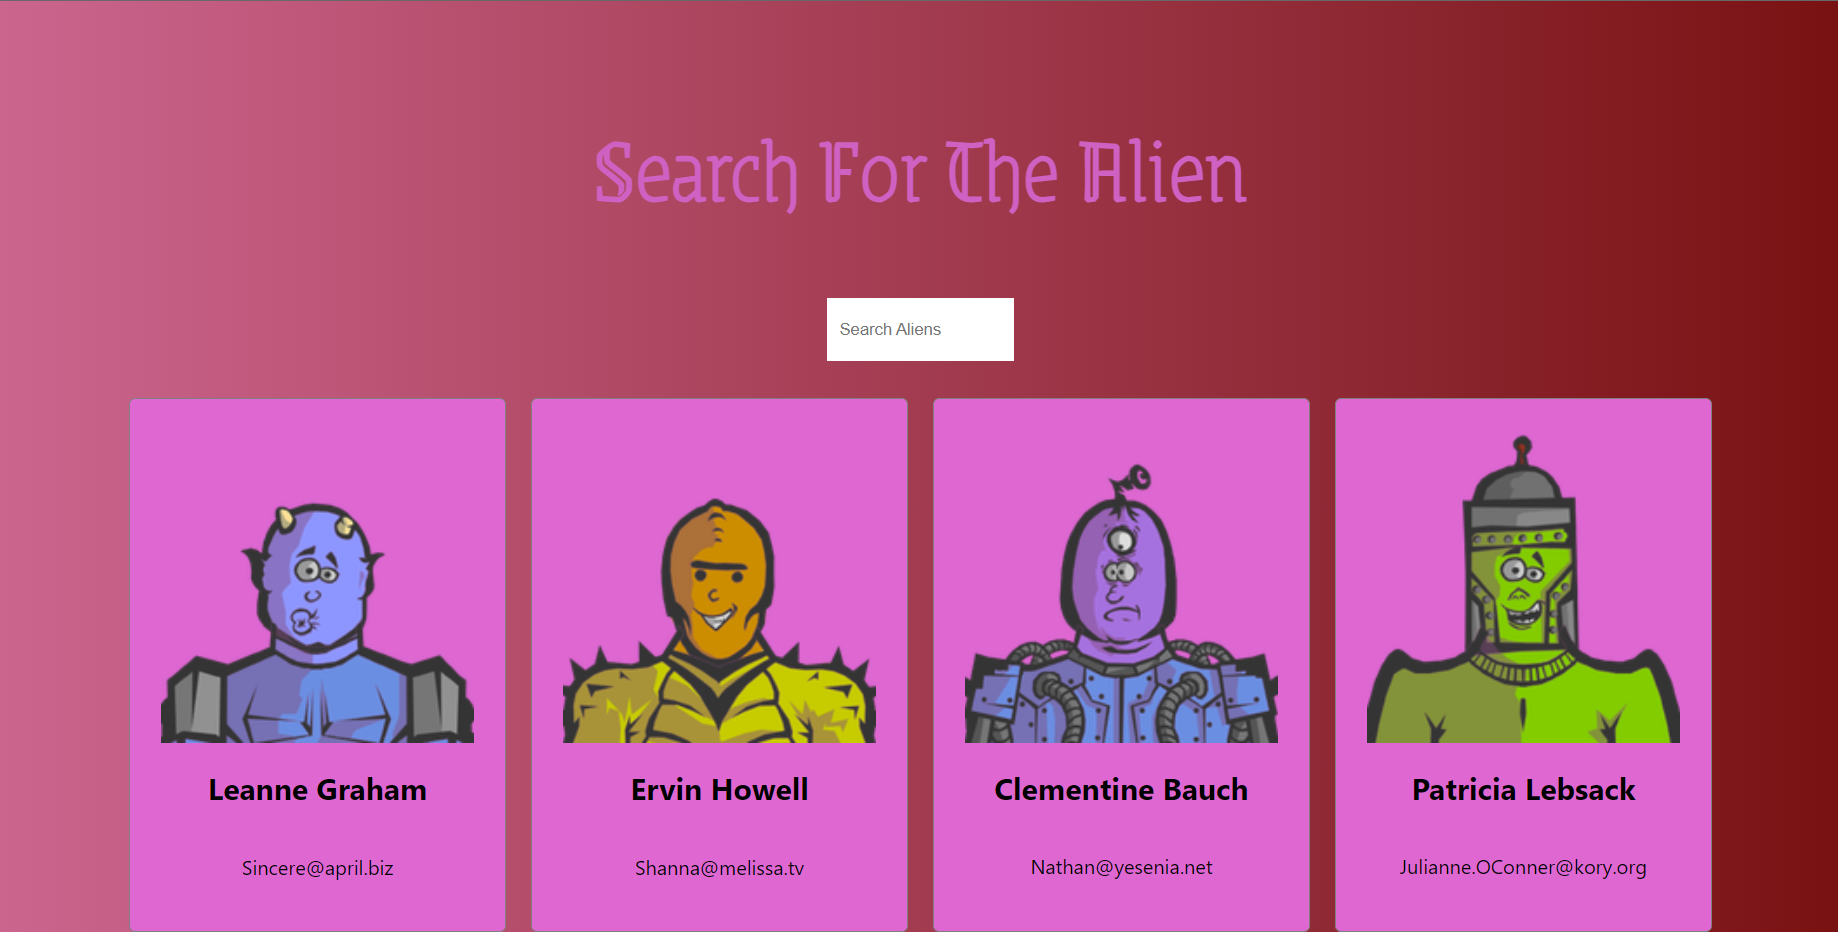 Search For The Alien
Search Aliens
Leanne Graham
Sincere@april.biz
Ervin Howell
Shanna@melissa.tv
Clementine Bauch
Nathan@yesenia.net
Patricia Lebsack
Julianne.OConner@kory.org